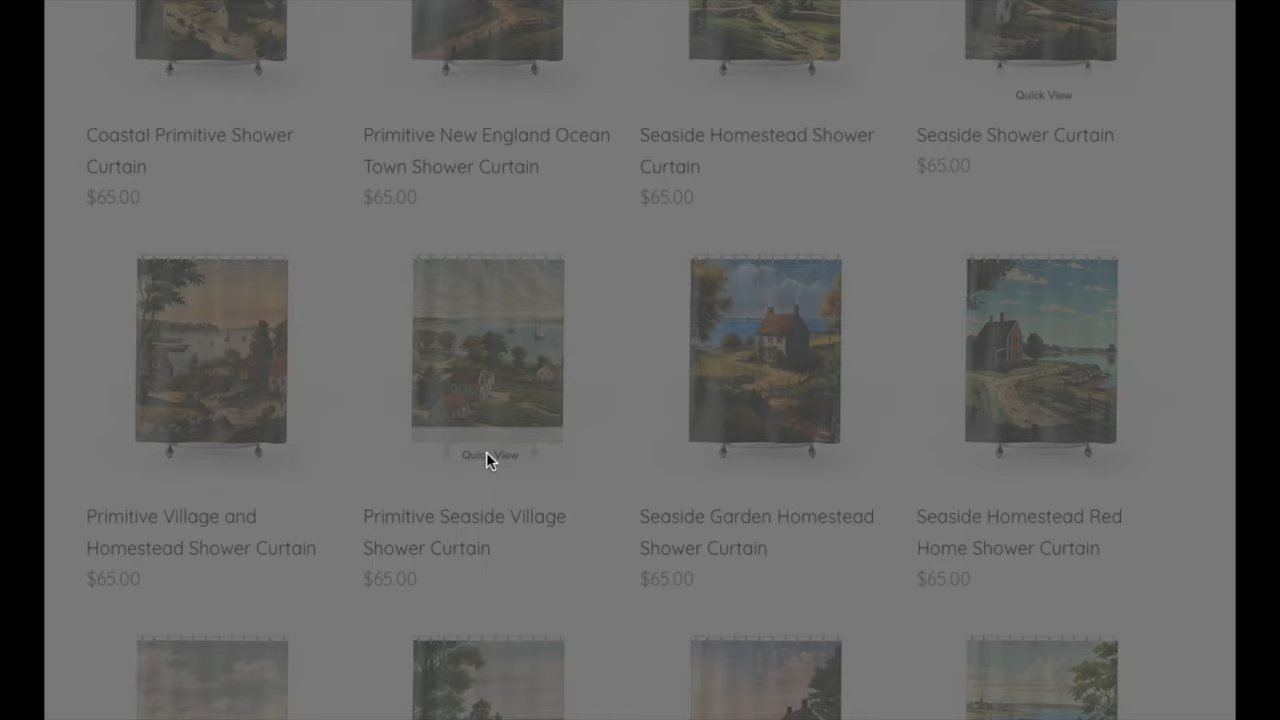 Quick View
Coastal Primitive Shower
Curtain
$65.00
Primitive New England Ocean
Town Shower Curtain
$65.00
Seaside Homestead Shower
Curtain
$65.00
Seaside Shower Curtain
$65.00
Quick View
Primitive Village and
Homestead Shower Curtain
$65.00
Primitive Seaside Village
Shower Curtain
$65.00
Seaside Garden Homestead
Shower Curtain
$65.00
Seaside Homestead Red
Home Shower Curtain
$65.00